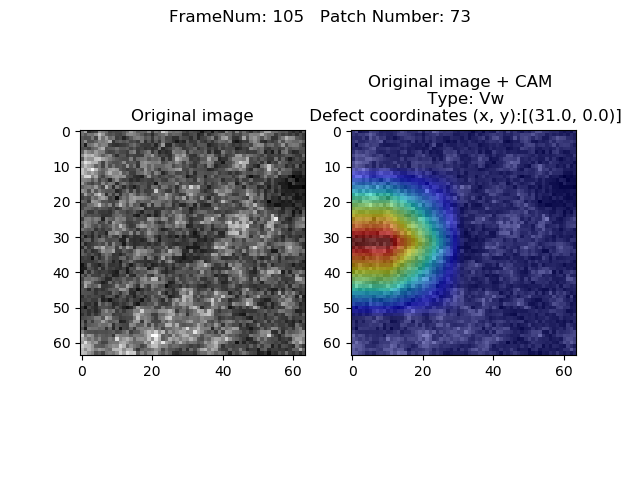 FrameNum: 105   Patch Number: 73
Original image
Original image + CAM
Type: Vw
Defect coordinates (x, y):[(31.0, 0.0)]
0
10
20
30
40
50
60
0 20 40 60
0
10
20
30
40
50
60
0 20 40 60